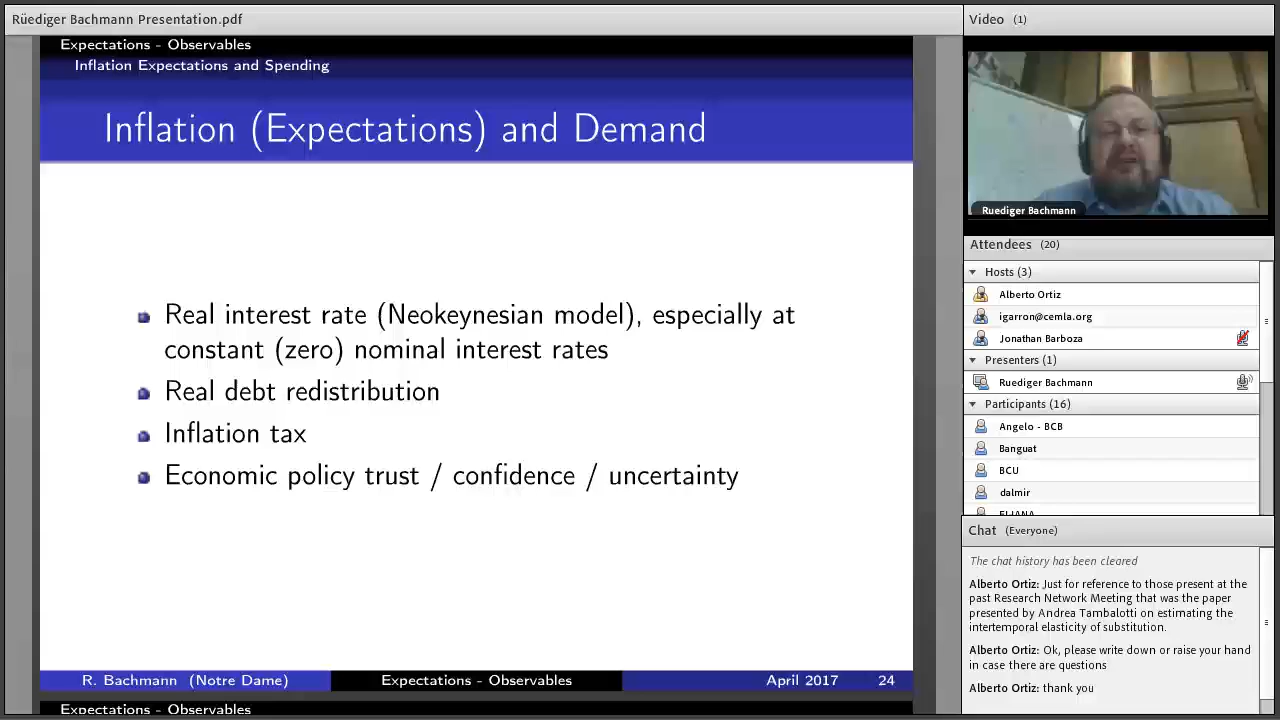 Rüediger Bachmann Presentation.pdf
Expectations - Observables
Inflation Expectations and Spending
Inflation (Expectations) and Demand
Real interest rate (Neokeynesian model), especially at
constant (zero) nominal interest rates
Real debt redistribution
Inflation tax
Economic policy trust / confidence / uncertainty
R. Bachmann (Notre Dame)
Expectations - Observables
April 2017
24
Expectations - Observables
Video (1)
Ruediger Bachmann
Attendees (20)
Hosts (3)
Alberto Ortiz
igarron@cemla.org
Jonathan Barboza
Presenters (1)
Ruediger Bachmann
Participants (16)
Angelo - BCB
Banguat
BCU
dalmir
Chat (Everyone)
The chat history has been cleared
Alberto Ortiz: Just for reference to those present at the
past Research Network Meeting that was the paper
presented by Andrea Tambalotti on estimating the
intertemporal elasticity of substitution.
Alberto Ortiz: Ok, please write down or raise your hand
in case there are questions
Alberto Ortiz: thank you